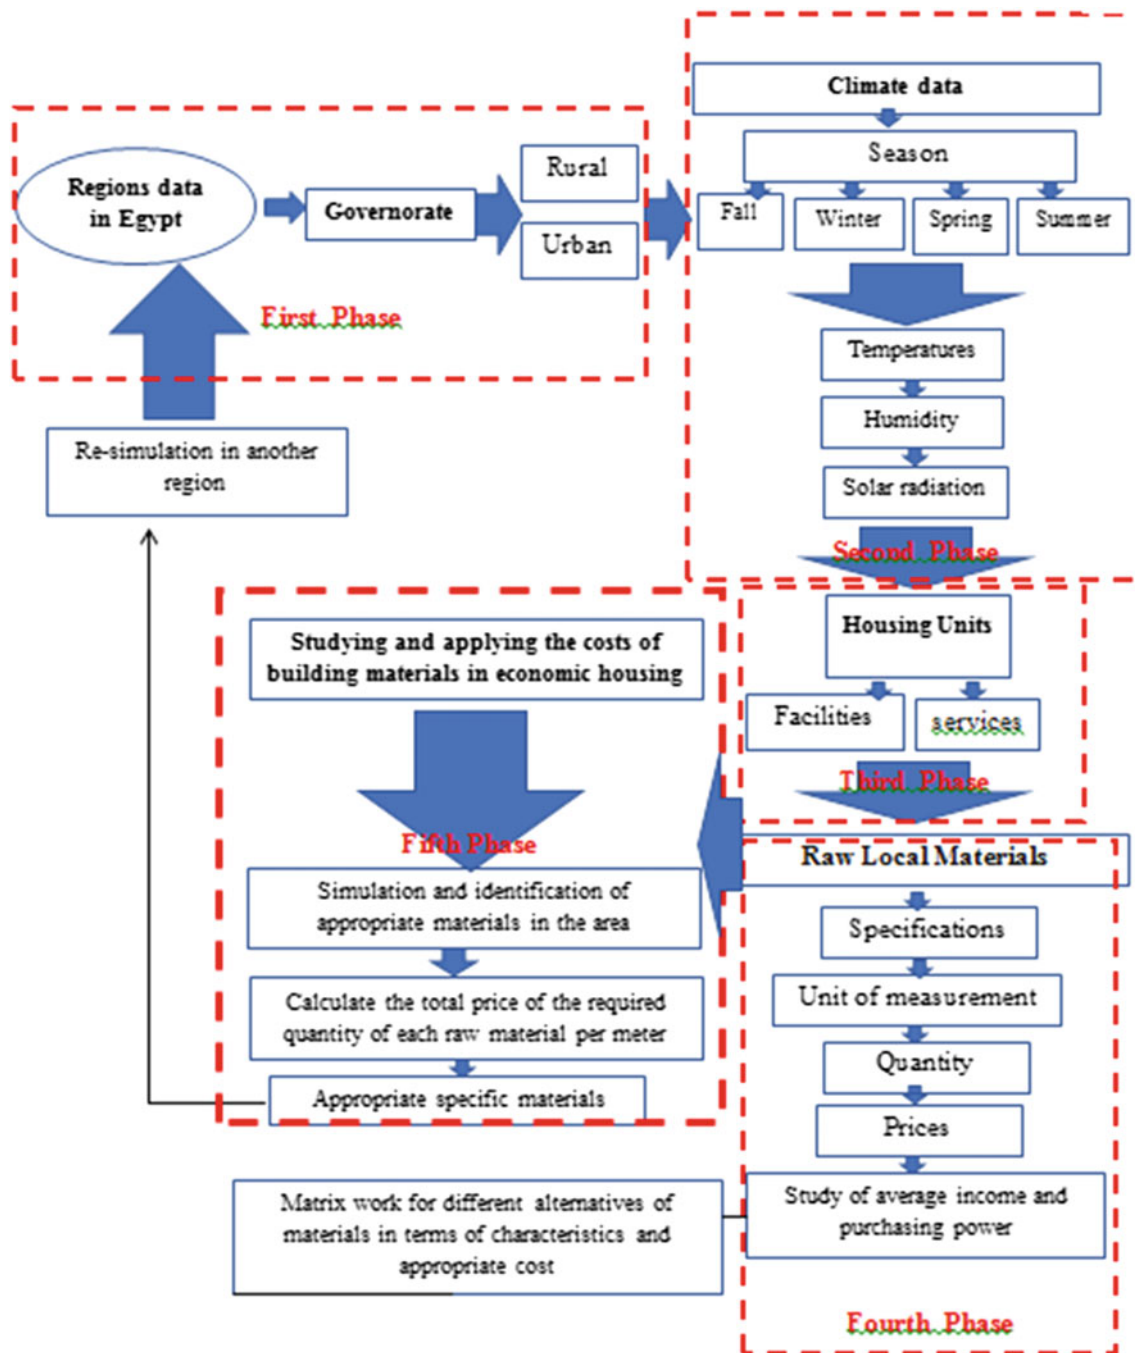 Climate data
Season
Fall
Winter
Spring
Summer
Regions data
in Egypt
Governorate
Rural
Urban
First Phase
Temperatures
Humidity
Solar radiation
Second Phase
Re-simulation in another
region
Housing Units
Facilities
services
Third Phase
Studying and applying the costs of
building materials in economic housing
Fifth Phase
Simulation and identification of
appropriate materials in the area
Calculate the total price of the required
quantity of each raw material per meter
Appropriate specific materials
Raw Local Materials
Specifications
Unit of measurement
Quantity
Prices
Study of average income and
purchasing power
Matrix work for different alternatives of
materials in terms of characteristics and
appropriate cost
Fourth Phase